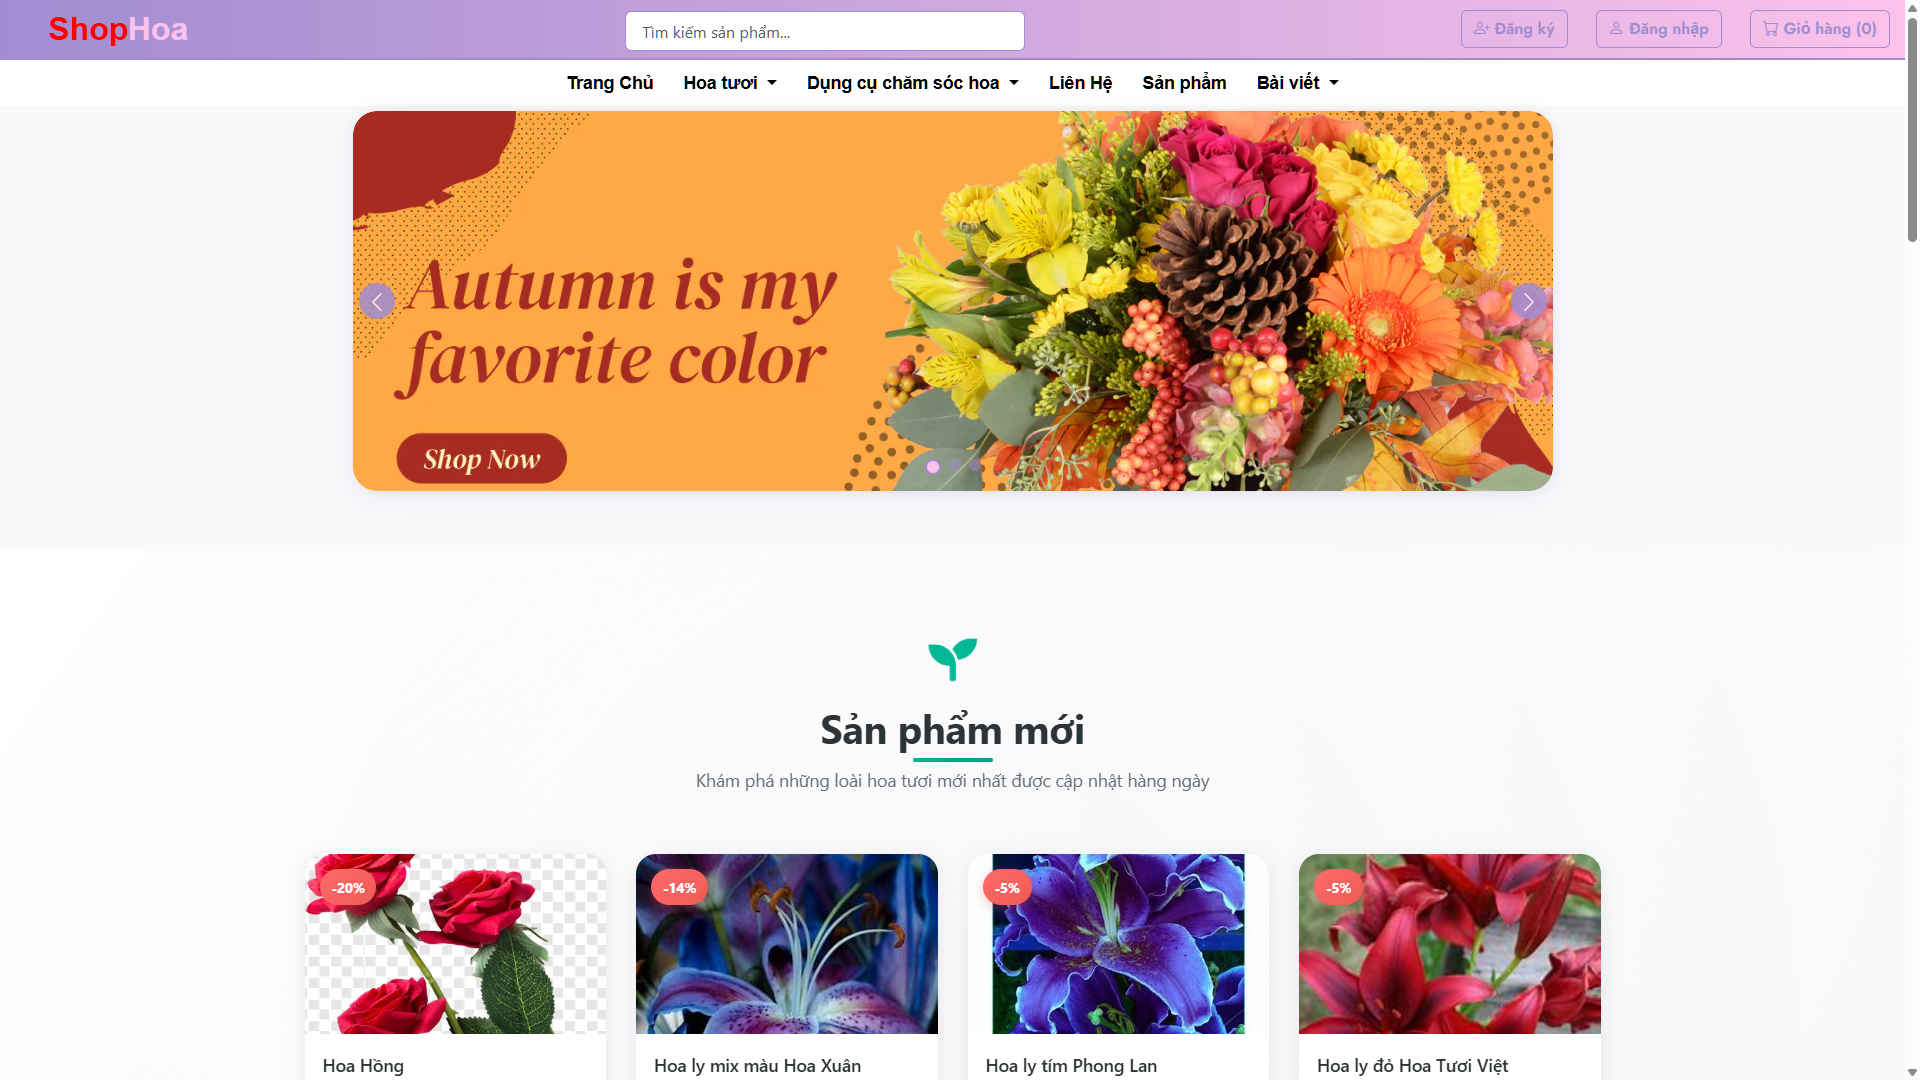 ShopHoa
Tìm kiếm sản phẩm...
Đăng ký
Đăng nhập
Giỏ hàng (0)
Trang Chủ
Hoa tươi
Dụng cụ chăm sóc hoa
Liên Hệ
Sản phẩm
Bài viết
Autumn is my
favorite color
Shop Now
Sản phẩm mới
Khám phá những loài hoa tươi mới nhất được cập nhật hàng ngày
-20%
-14%
-5%
-5%
Hoa Hồng
Hoa ly mix màu Hoa Xuân
Hoa ly tím Phong Lan
Hoa ly đỏ Hoa Tươi Việt